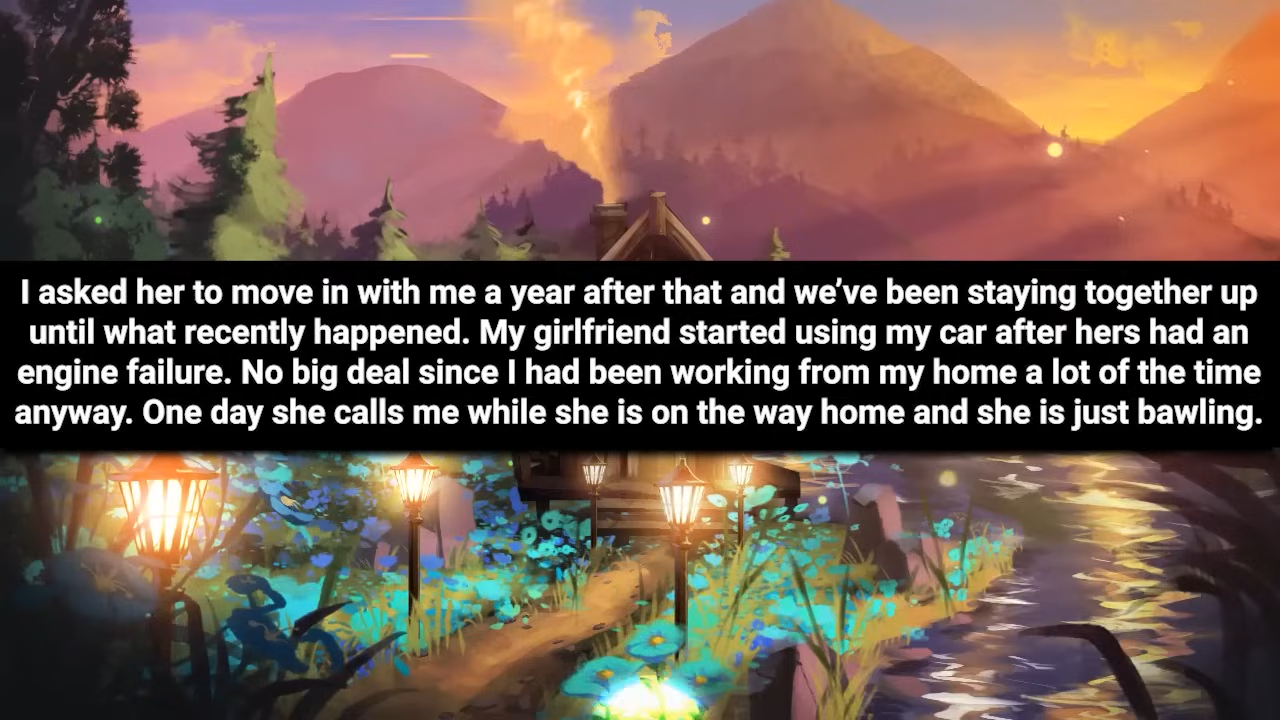 I asked her to move in with me a year after that and we’ve been staying together up
until what recently happened. My girlfriend started using my car after hers had an
engine failure. No big deal since I had been working from my home a lot of the time
anyway. One day she calls me while she is on the way home and she is just bawling.